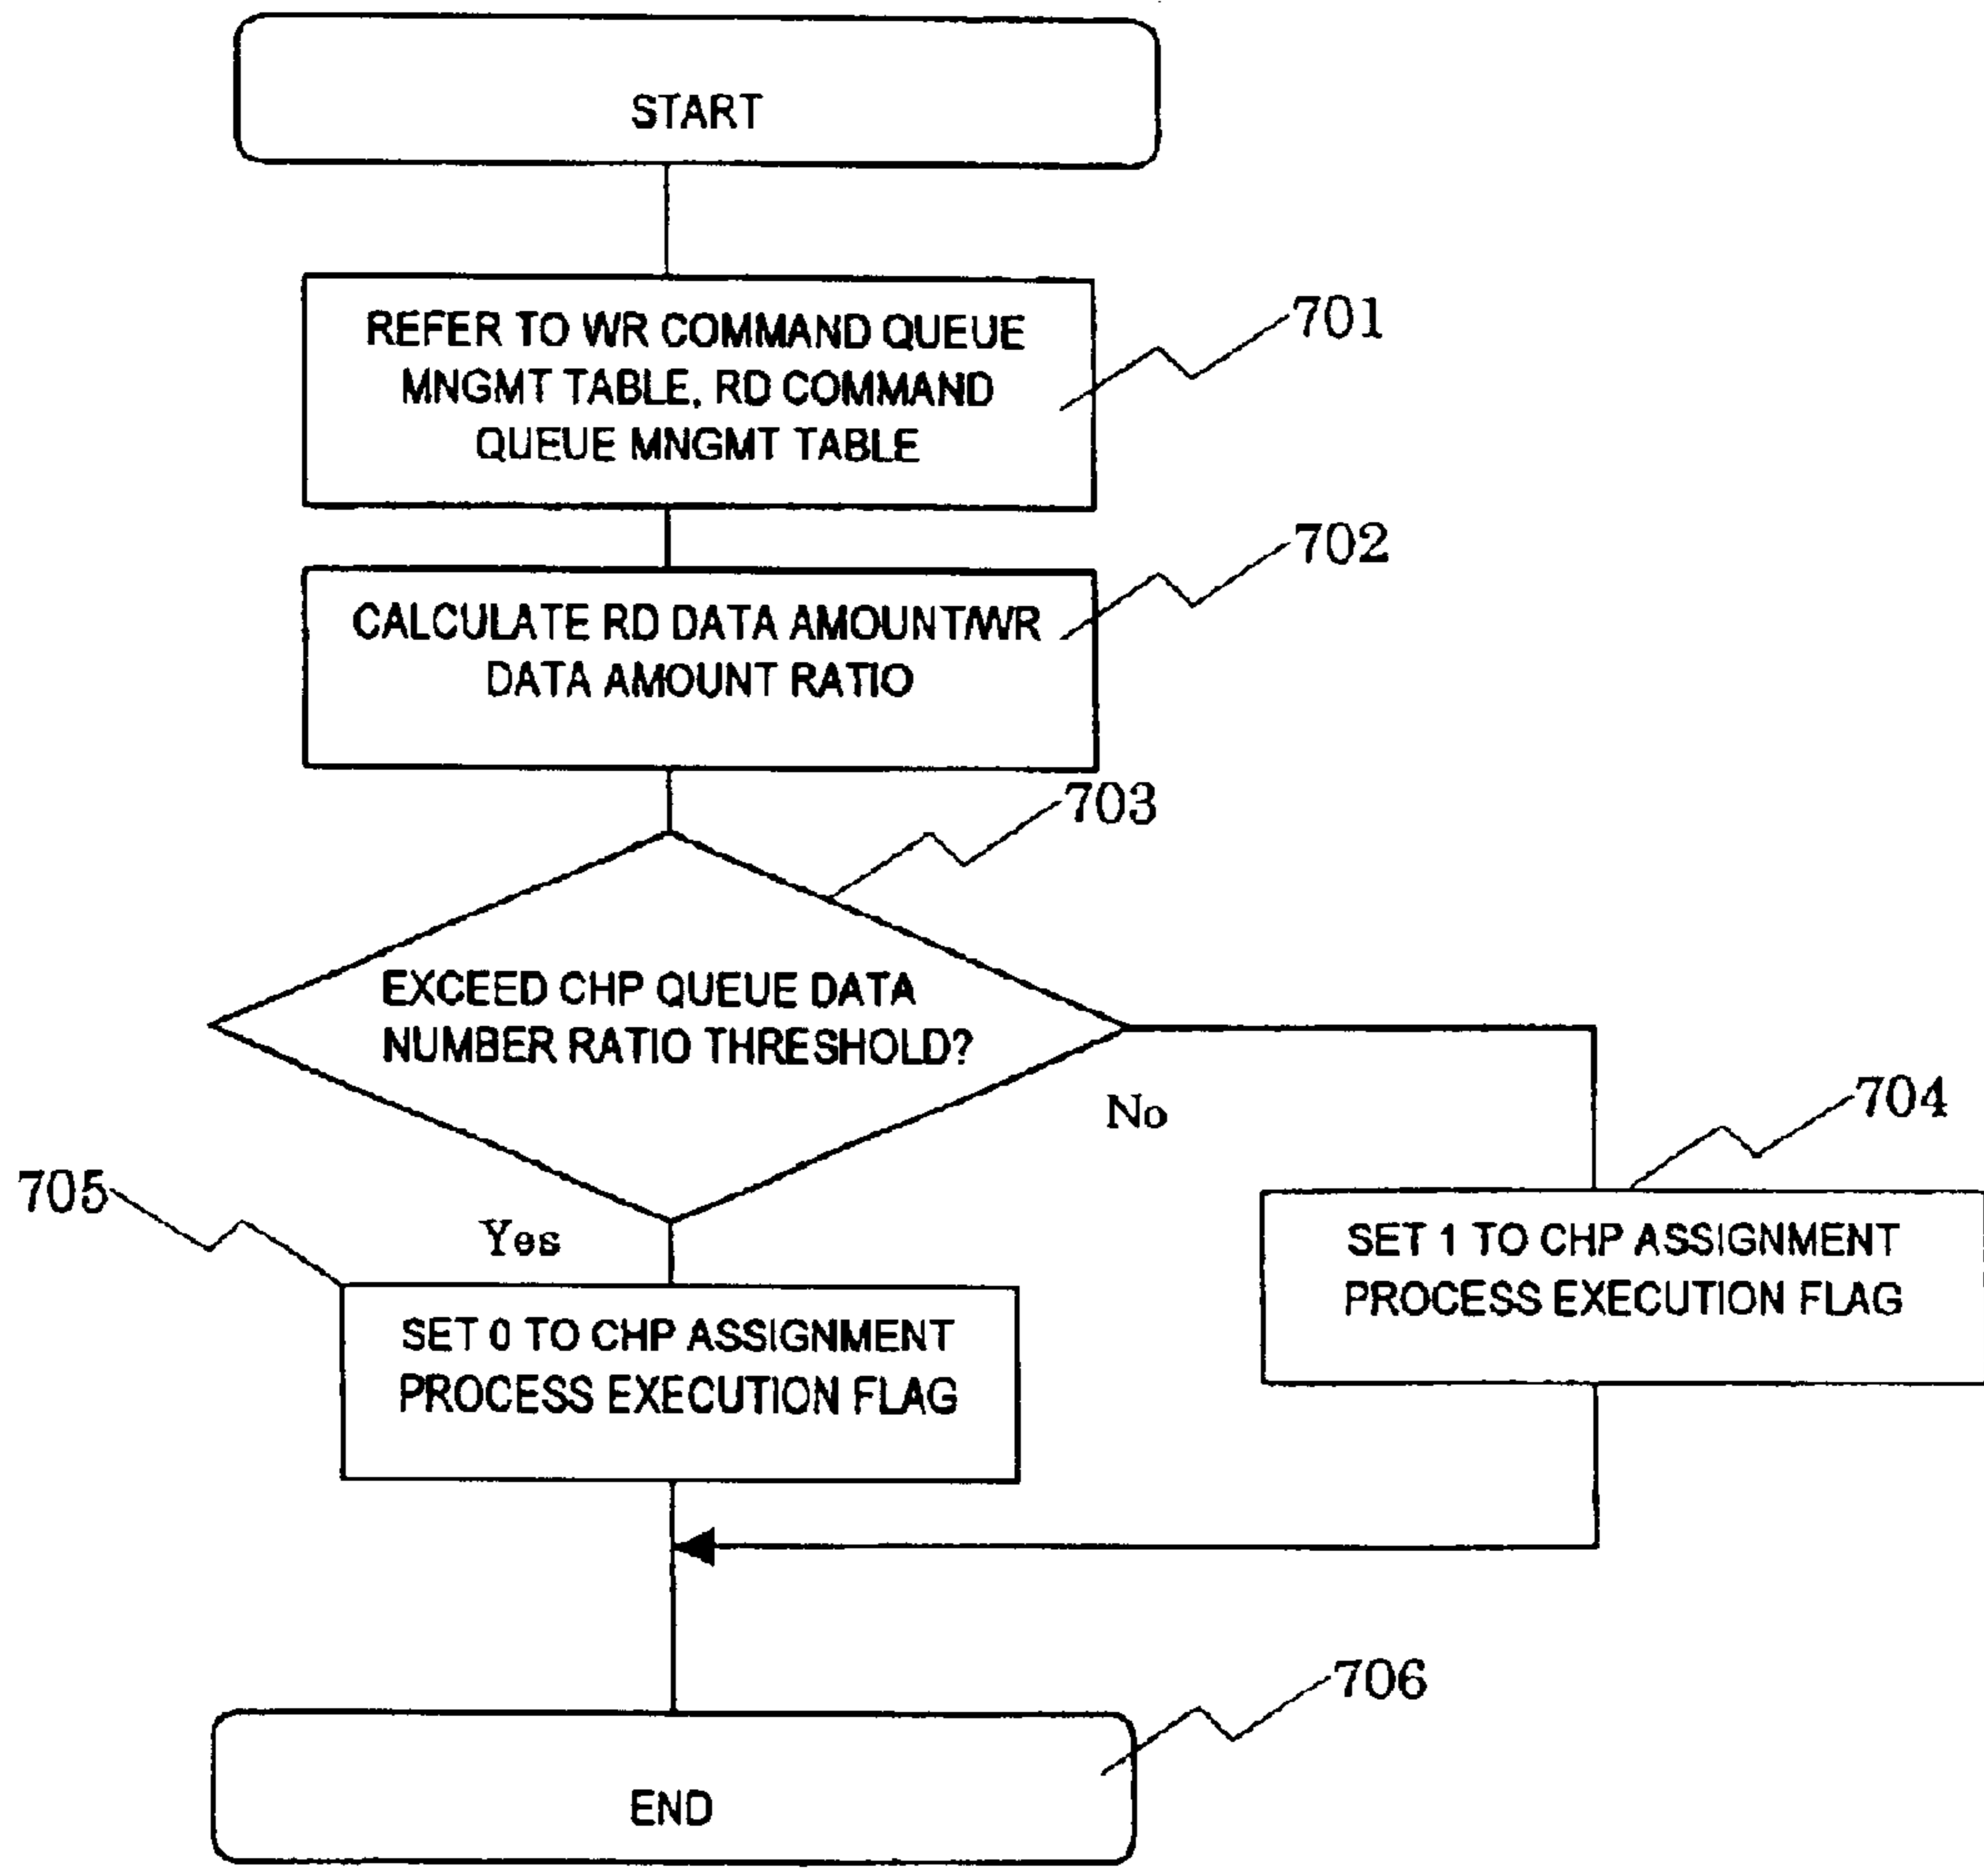 START
REFER TO WR COMMAND QUEUE
MNGMT TABLE, RD COMMAND
QUEUE MNGMT TABLE
701
CALCULATE RD DATA AMOUNT/WR
DATA AMOUNT RATIO
702
703
EXCEED CHP QUEUE DATA
NUMBER RATIO THRESHOLD?
No
704
705
Yes
SET 1 TO CHP ASSIGNMENT
PROCESS EXECUTION FLAG
SET 0 TO CHP ASSIGNMENT
PROCESS EXECUTION FLAG
706
END